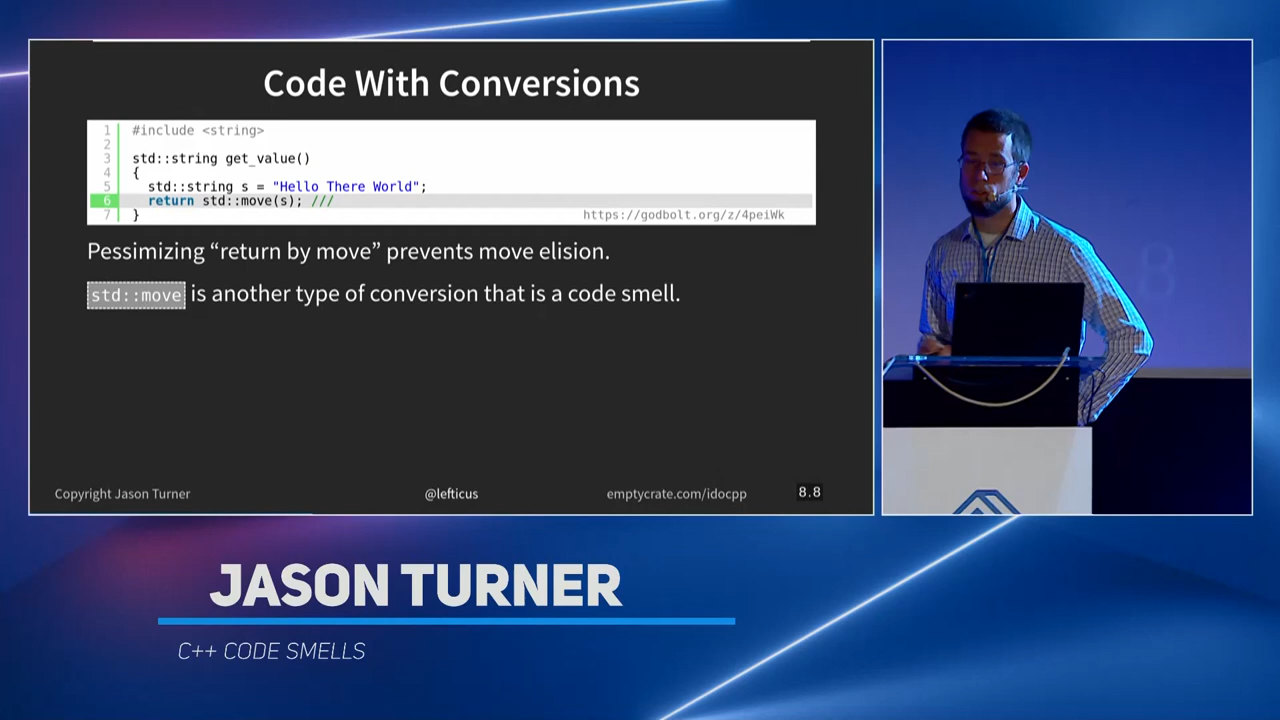 Code With Conversions
1 #include <string>
2
3 std::string get_value()
4 {
5 std::string s = "Hello There World";
6 return std::move(s); ///
7 }
https://godbolt.org/z/4peiWk
Pessimizing “return by move” prevents move elision.
std::move is another type of conversion that is a code smell.
Copyright Jason Turner
@lefticus
emptycrate.com/idocpp
8.8
JASON TURNER
C++ CODE SMELLS